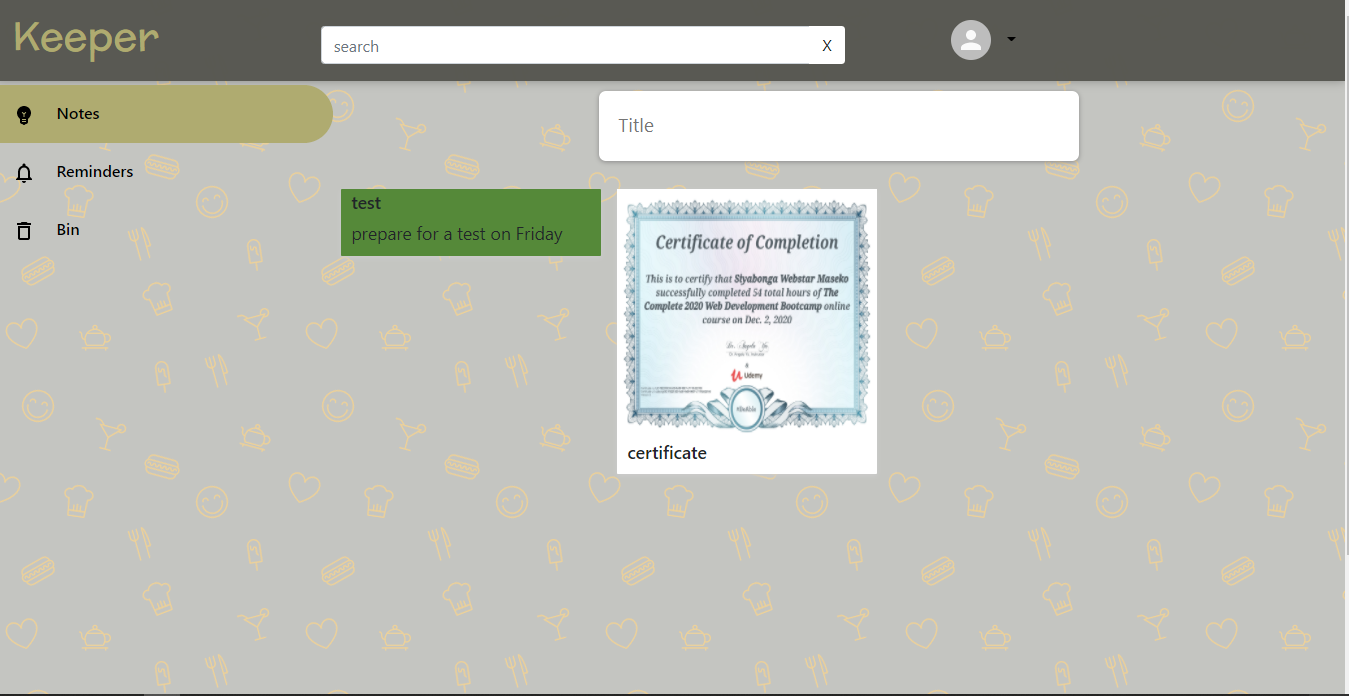 Keeper
search
X
Notes
Reminders
Bin
Title
test
prepare for a test on Friday
Certificate of Completion
This is to certify that Siyabonga Webstar Maseko
successfully completed 54 total hours of The
Complete 2020 Web Development Bootcamp online
course on Dec. 2, 2020
Udemy
certificate